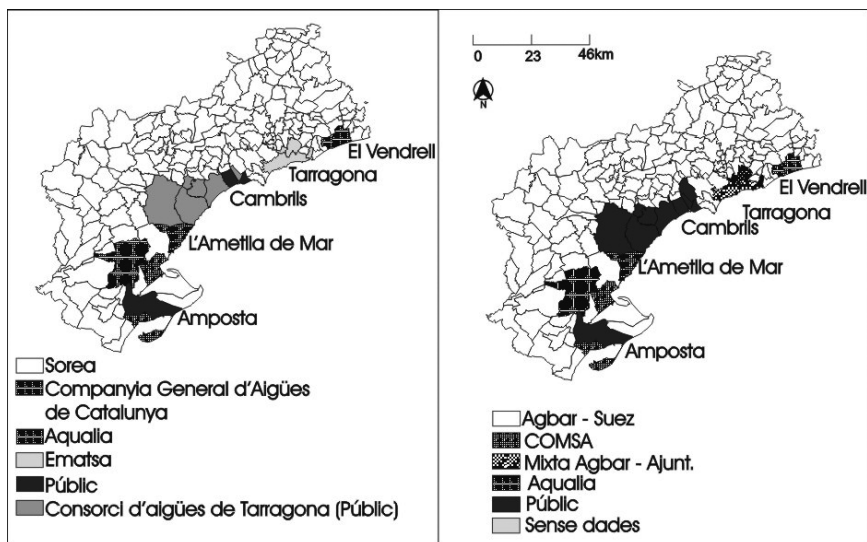 El Vendrell
Tarragona
Cambrils
L'Ametlla de Mar
Amposta
Sorea
Companyia General d'Aigües
de Catalunya
Aqualia
Ematsa
Públic
Consorci d'aigües de Tarragona (Públic)
0 23 46km
N
El Vendrell
Tarragona
Cambrils
L'Ametlla de Mar
Amposta
Agbar - Suez
COMSA
Mixta Agbar - Ajunt.
Aqualia
Públic
Sense dades